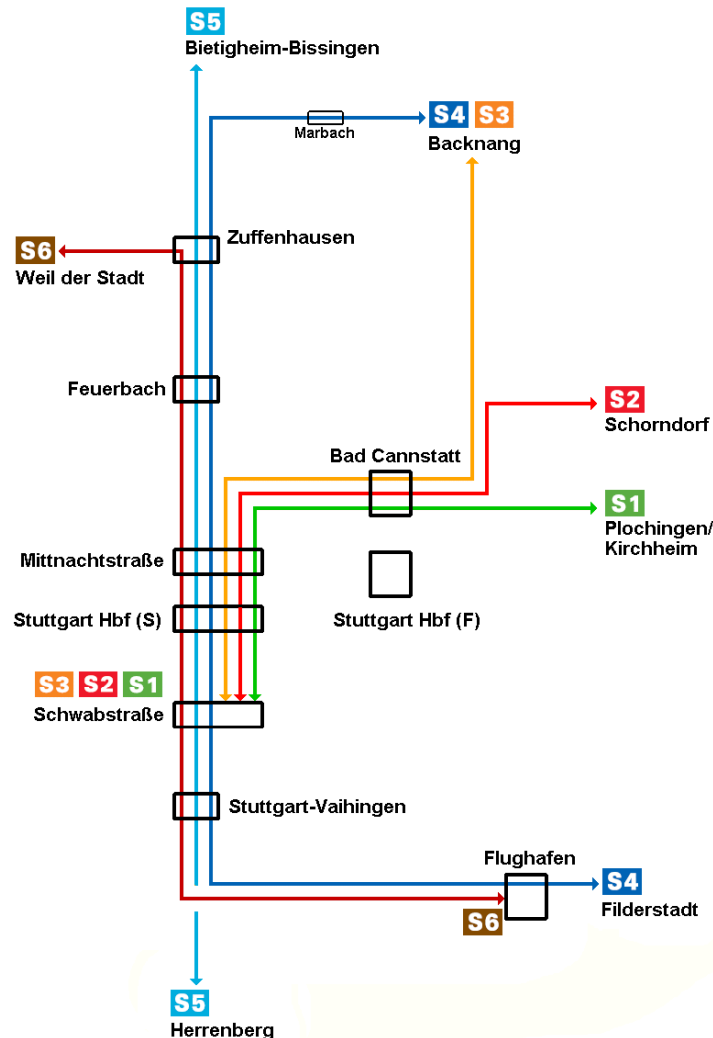 S5
Bietigheim-Bissingen
S4 S3
Marbach
Backnang
Zuffenhausen
S6
Weil der Stadt
Feuerbach
S2
Schorndorf
Bad Cannstatt
S1
Plochingen/
Kirchheim
Mittnachtstraße
Stuttgart Hbf (S)
Stuttgart Hbf (F)
S3 S2 S1
Schwabstraße
Stuttgart-Vaihingen
Flughafen
S4
Filderstadt
S6
S5
Herrenberg